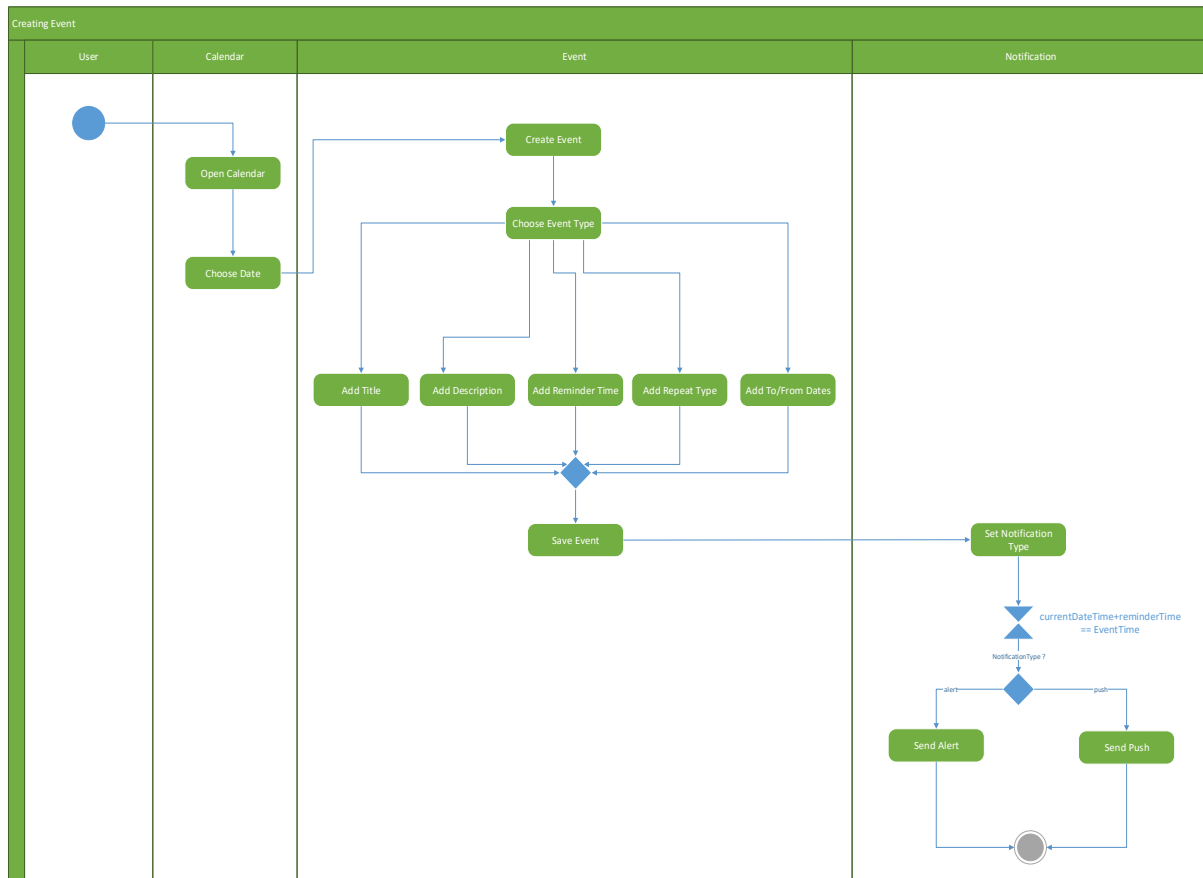 Creating Event
User
Calendar
Event
Notification
Create Event
Open Calendar
Choose Event Type
Choose Date
Add Title
Add Description
Add Reminder Time
Add Repeat Type
Add To/From Dates
Save Event
Set Notification
Type
currentDateTime+reminderTime
== EventTime
NotificationType ?
alert
push
Send Alert
Send Push